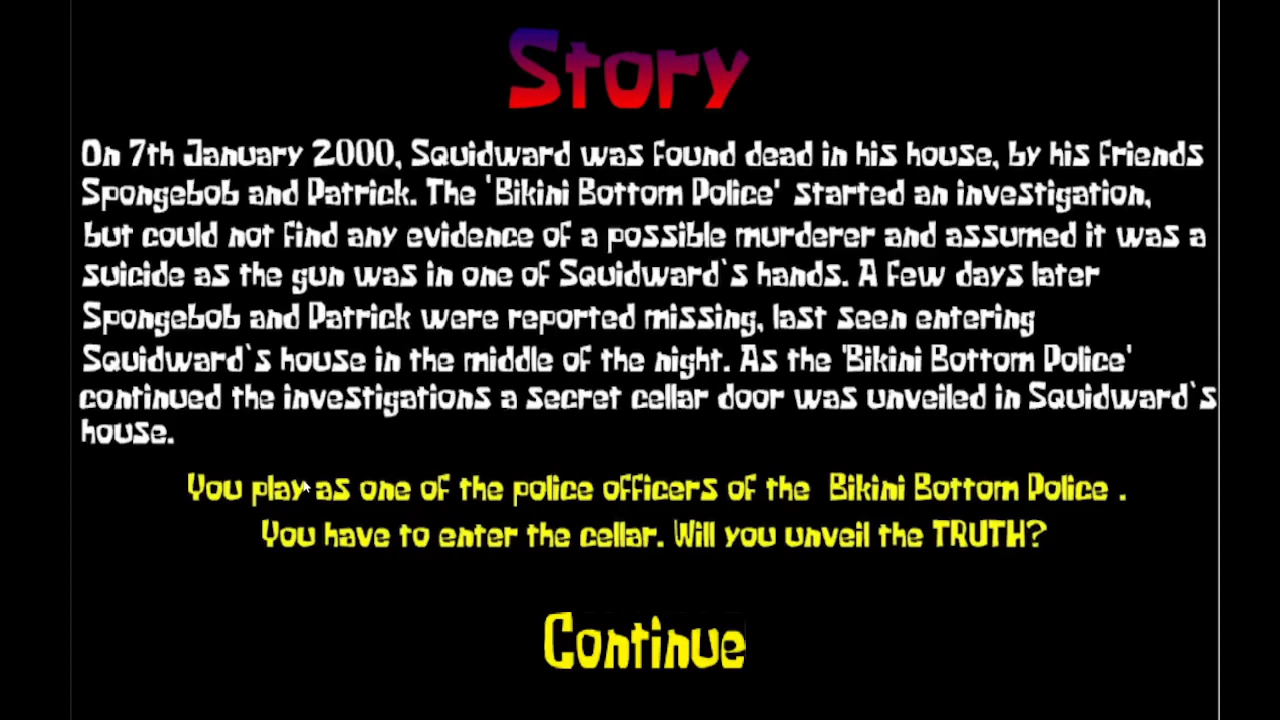 Story
On 7th January 2000, Squidward was found dead in his house, by his friends
Spongebob and Patrick. The 'Bikini Bottom Police' started an investigation,
but could not find any evidence of a possible murderer and assumed it was a
suicide as the gun was in one of Squidward`s hands. A few days later
Spongebob and Patrick were reported missing, last seen entering
Squidward`s house in the middle of the night. As the 'Bikini Bottom Police'
continued the investigations a secret cellar door was unveiled in Squidward`s
house.
You play as one of the police officers of the Bikini Bottom Police .
You have to enter the cellar. Will you unveil the TRUTH?
Continue